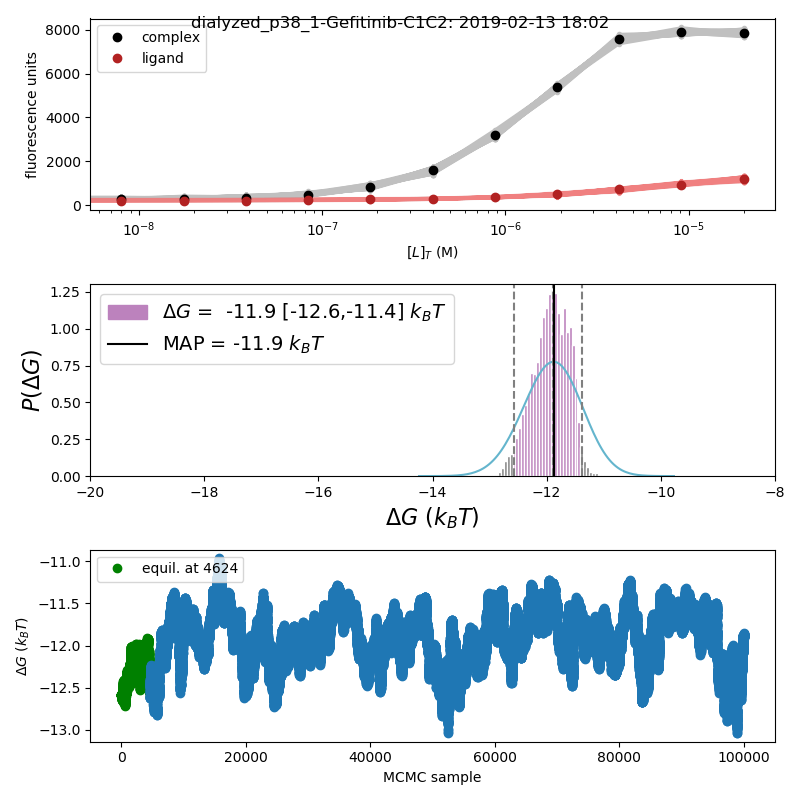 dialyzed_p38_1-Gefitinib-C1C2: 2019-02-13 18:02
complex
ligand
fluorescence units
8000
6000
4000
2000
0
10⁻⁸
10⁻⁷
10⁻⁶
10⁻⁵
[L]_T (M)
ΔG = -11.9 [-12.6,-11.4] k_BT
MAP = -11.9 k_BT
P(ΔG)
1.25
1.00
0.75
0.50
0.25
0.00
−20
−18
−16
−14
−12
−10
−8
ΔG (k_BT)
equil. at 4624
ΔG (k_BT)
−11.0
−11.5
−12.0
−12.5
−13.0
0
20000
40000
60000
80000
100000
MCMC sample